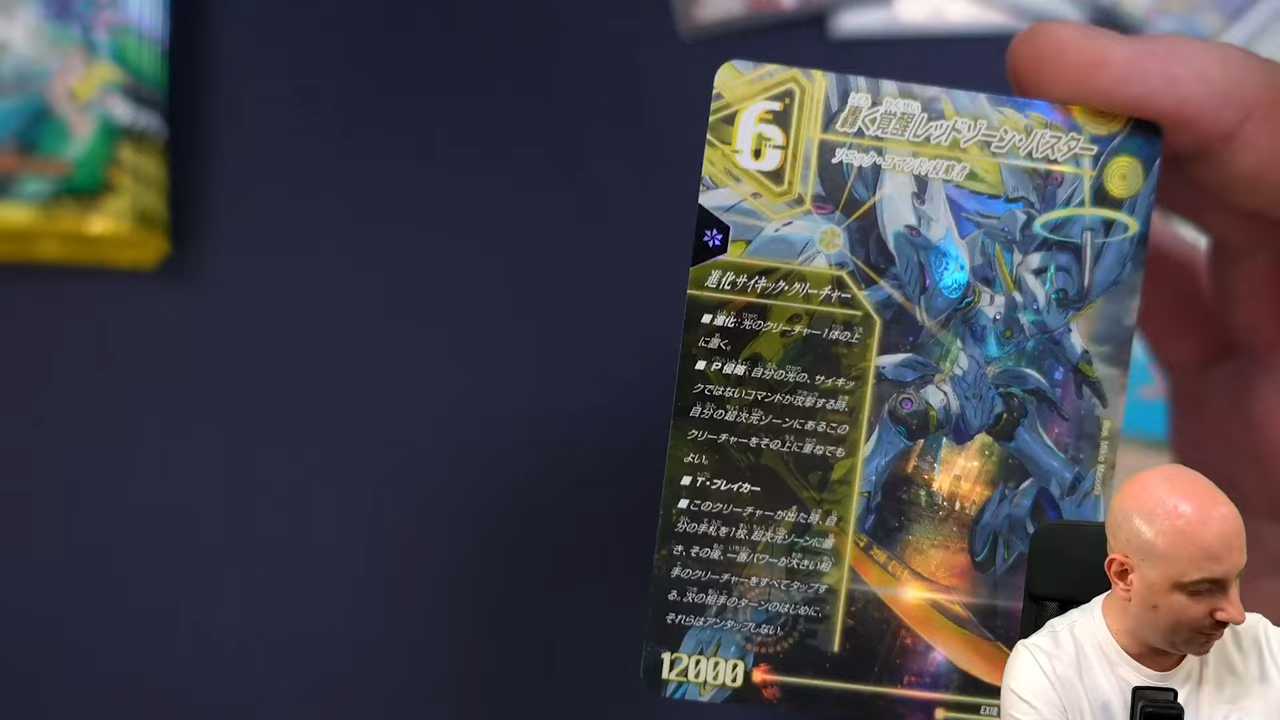 6
轟く覚醒 レッドゾーン・バスター
ソニック・コマンド/侵略者
進化サイキック・クリーチャー
■進化:光のクリーチャー1体の上
に置く。
■P侵略:自分の光の、サイキッ
クではないコマンドが攻撃する時、
自分の超次元ゾーンにあるこの
クリーチャーをその上に重ねても
よい。
■T・ブレイカー
■このクリーチャーが出た時、自
分の手札を1枚、超次元ゾーンに置
き、その後、一番パワーが大きい相
手のクリーチャーをすべてタップす
る。次の相手のターンのはじめに、
それらはアンタップしない。
12000